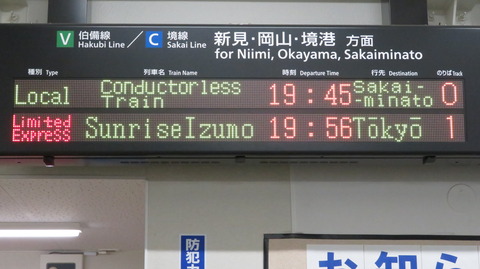 V 伯備線 / C 境線 新見・岡山・境港 方面
Hakubi Line Sakai Line for Niimi, Okayama, Sakaiminato
種別 Type 列車名 Train Name 時刻 Departure Time 行先 Destination のりば Track
Local Conductorless Train 19:45 Sakai-minato 0
Limited Express SunriseIzumo 19:56 Tōkyō 1
防犯
お知ら